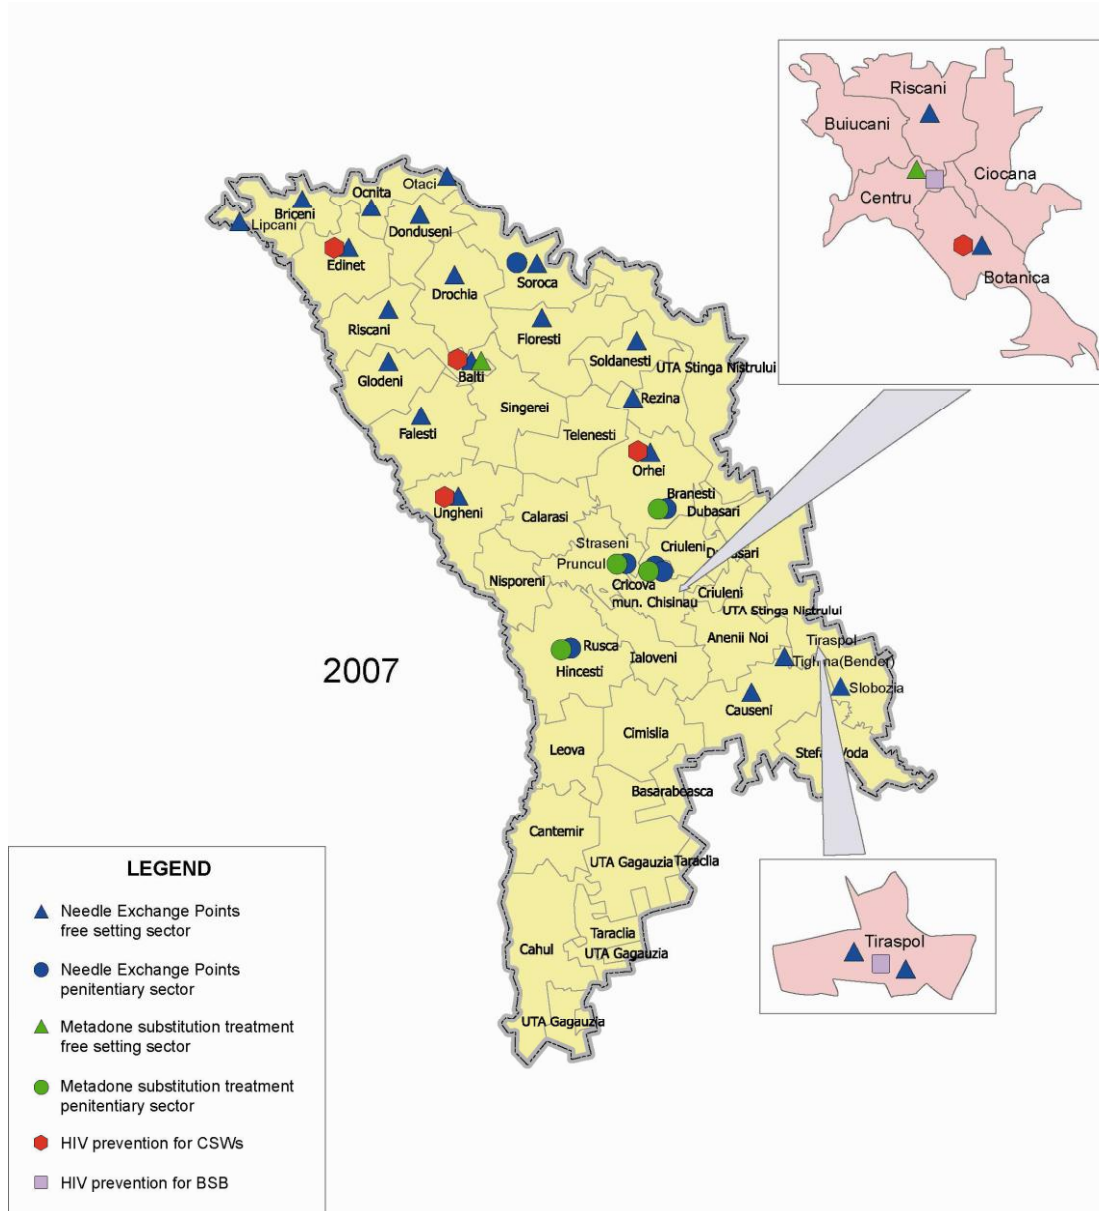 Riscani
Buiucani
Ciocana
Centru
Botanica
Otaci
Ocnita
Briceni
Lipcani
Donduseni
Edinet
Soroca
Drochia
Riscani
Floresti
Soldanesti
UTA Stinga Nistrului
Glodeni
Balti
Singerei
Rezina
Falesti
Telenesti
Orhei
Ungheni
Branesti
Dubasari
Calarasi
Straseni
Criuleni
Pruncul
Nisporeni
Cricova
Criuleni
mun. Chisinau
UTA Stinga Nistrului
Anenii Noi
Tiraspol
Rusca
Ialoveni
Tighina(Bender)
Hincesti
2007
Slobozia
Causeni
Cimislia
Leova
Basarabeasca
Cantemir
UTA Gagauzia
Taraclia
Taraclia
Cahul
UTA Gagauzia
UTA Gagauzia
Tiraspol
LEGEND
Needle Exchange Points
free setting sector
Needle Exchange Points
penitentiary sector
Metadone substitution treatment
free setting sector
Metadone substitution treatment
penitentiary sector
HIV prevention for CSWs
HIV prevention for BSB